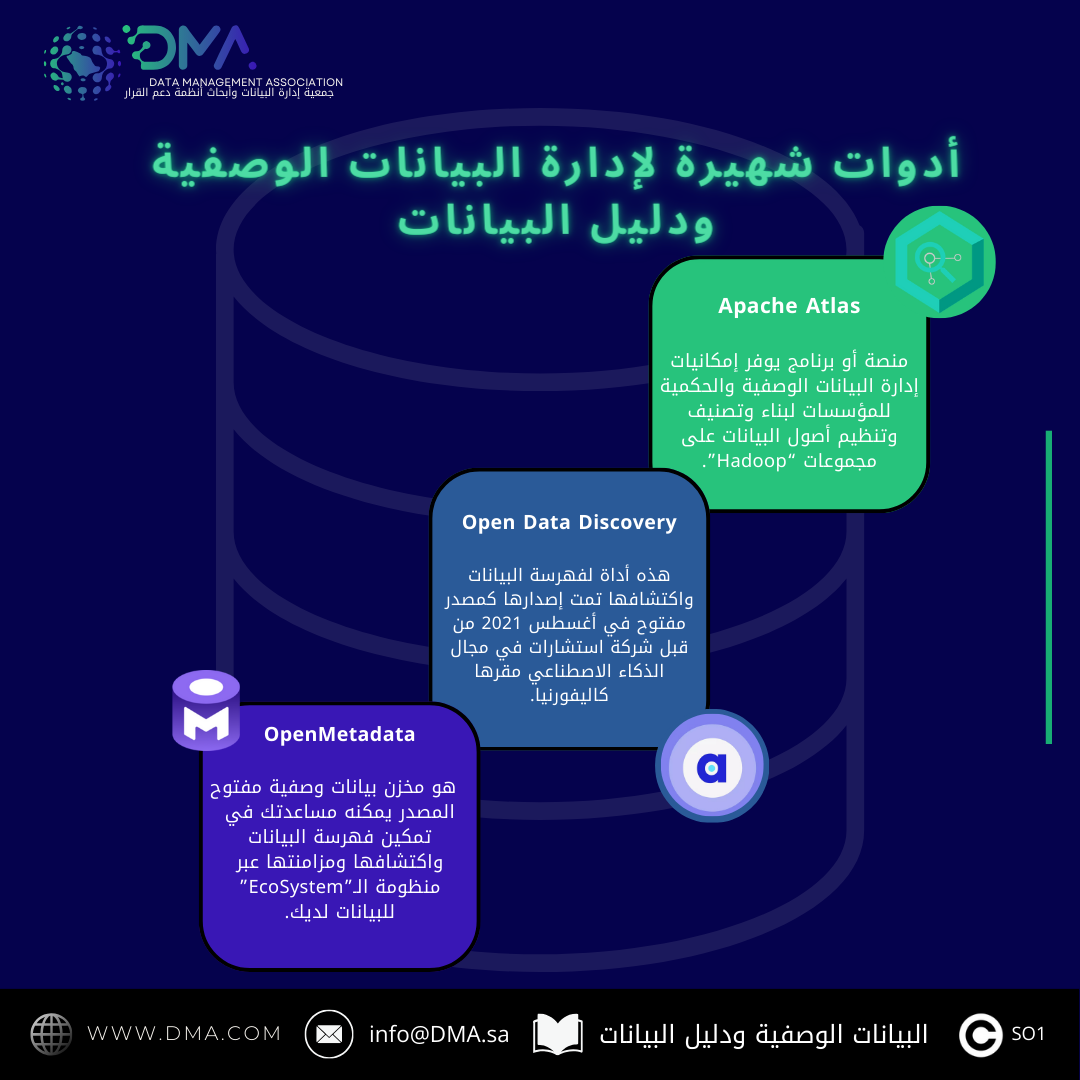 DMA
DATA MANAGEMENT ASSOCIATION
جمعية إدارة البيانات وأبحاث أنظمة دعم القرار
أدوات شهيرة لإدارة البيانات الوصفية
ودليل البيانات
Apache Atlas
منصة أو برنامج يوفر إمكانيات
إدارة البيانات الوصفية والحكمية
للمؤسسات لبناء وتصنيف
وتنظيم أصول البيانات على
مجموعات “Hadoop”.
Open Data Discovery
هذه أداة لفهرسة البيانات
واكتشافها تمت إصدارها كمصدر
مفتوح في أغسطس 2021 من
قبل شركة استشارات في مجال
الذكاء الاصطناعي مقرها
كاليفورنيا.
a
M
OpenMetadata
هو مخزن بيانات وصفية مفتوح
المصدر يمكنه مساعدتك في
تمكين فهرسة البيانات
واكتشافها ومزامنتها عبر
منظومة الـ”EcoSystem”
للبيانات لديك.
WWW.DMA.COM
info@DMA.sa
البيانات الوصفية ودليل البيانات
C
SO1